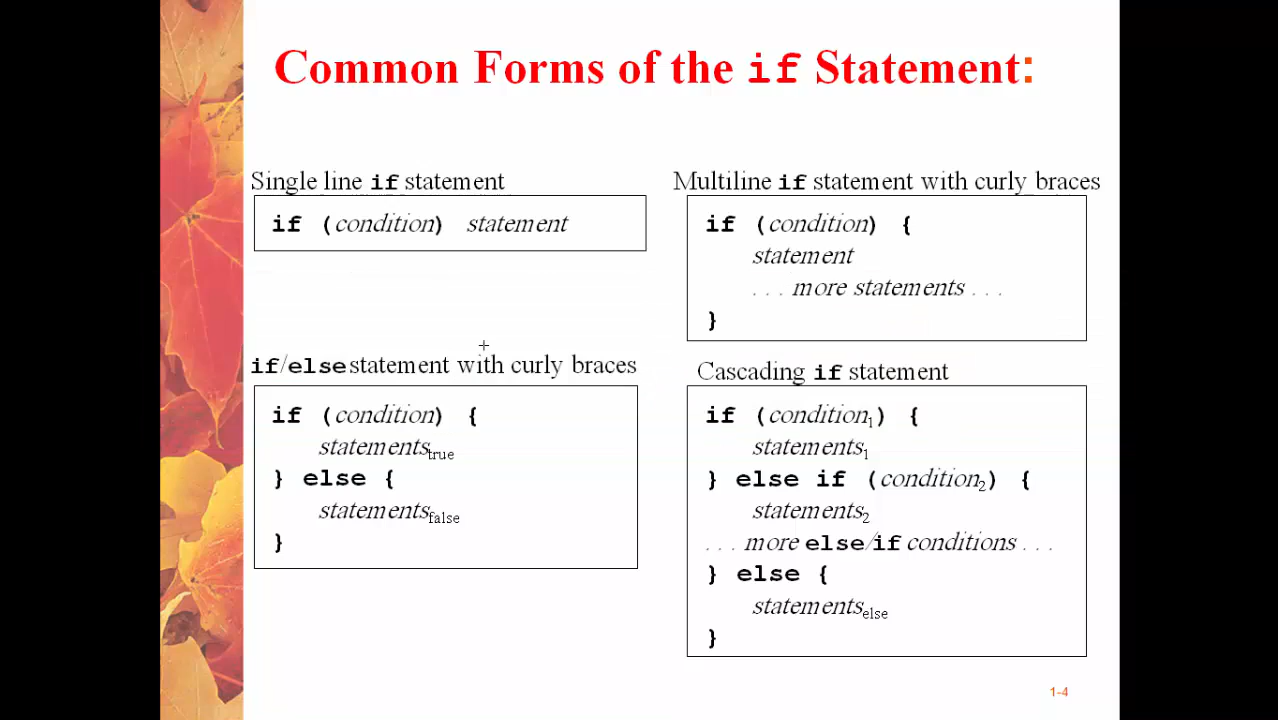 Common Forms of the if Statement:
Single line if statement
if (condition) statement
Multiline if statement with curly braces
if (condition) {
statement
. . . more statements . . .
}
if/else statement with curly braces
if (condition) {
statementstrue
} else {
statementsfalse
}
Cascading if statement
if (condition1) {
statements1
} else if (condition2) {
statements2
. . . more else/if conditions . . .
} else {
statementselse
}
1-4